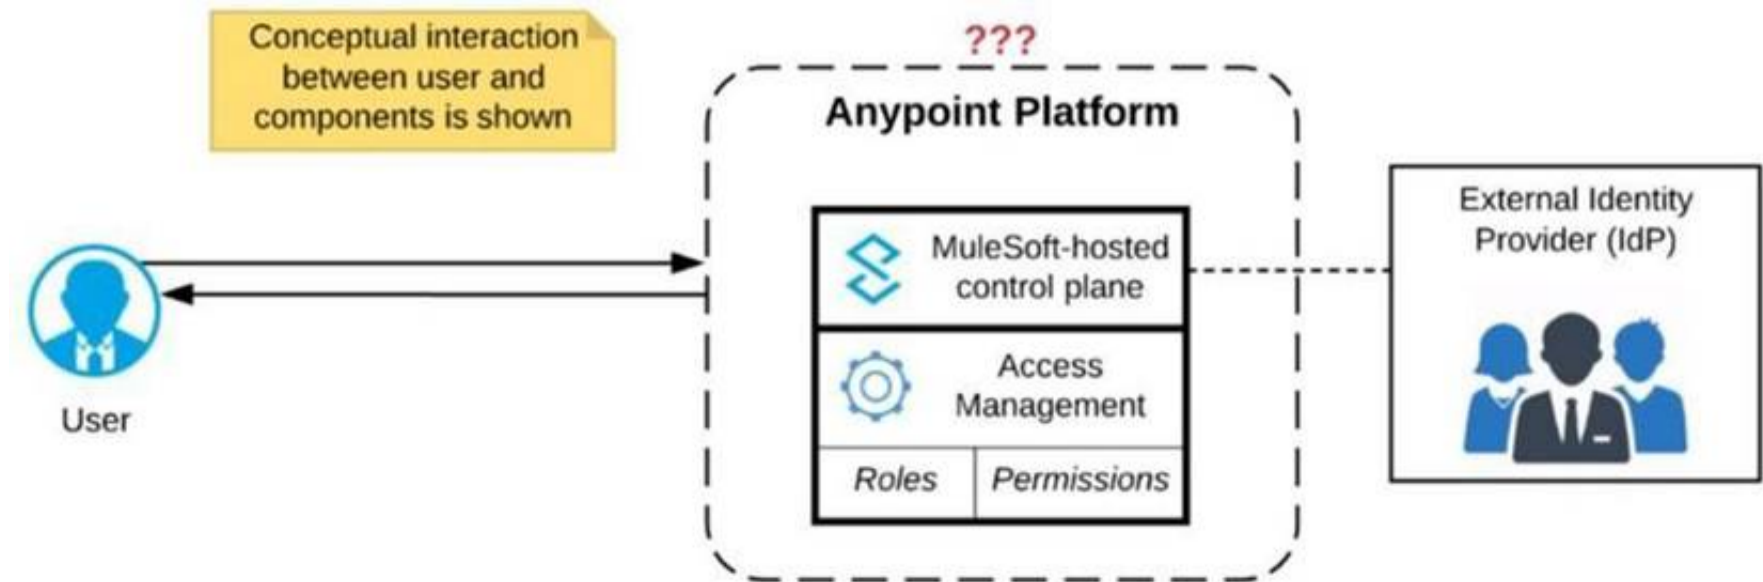 Conceptual interaction
between user and
components is shown
???
Anypoint Platform
External Identity
Provider (IdP)
MuleSoft-hosted
control plane
Access
Management
User
Roles
Permissions